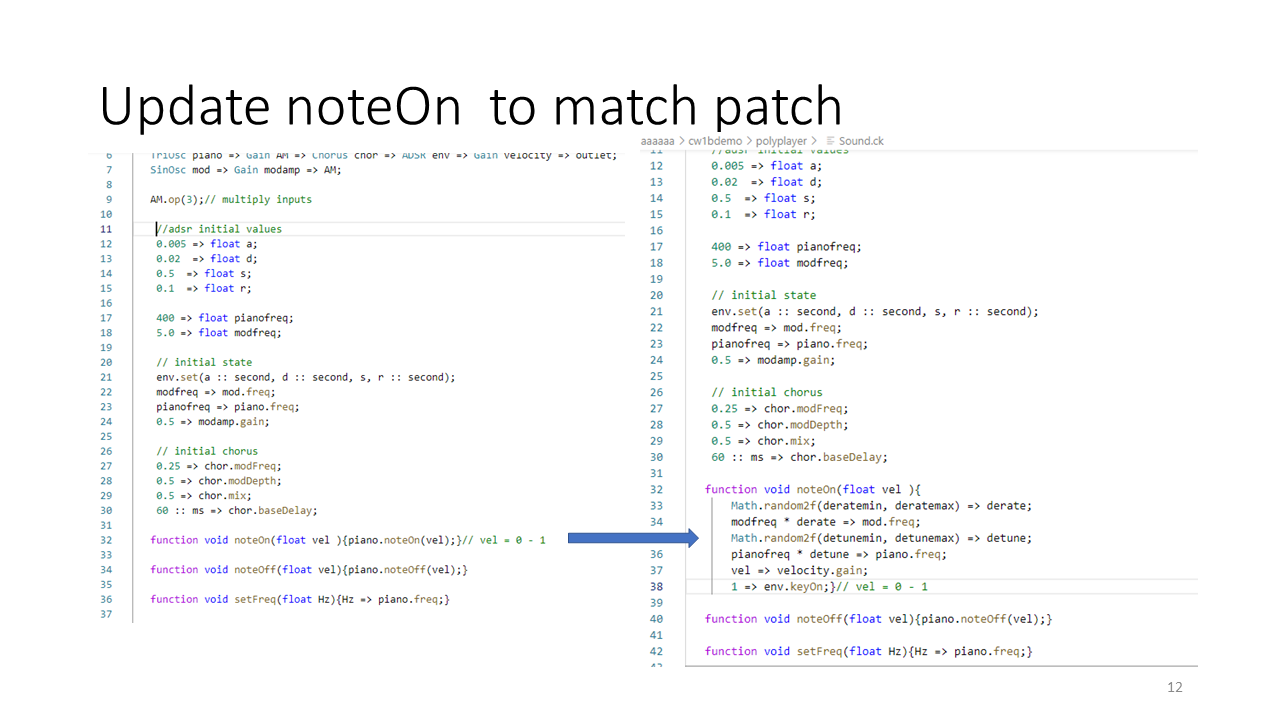 Update noteOn  to match patch
6 TriOsc piano => Gain AM => Chorus chor => ADSR env => Gain velocity => outlet;
7 SinOsc mod => Gain modamp => AM;
8
9 AM.op(3);// multiply inputs
10
11 //adsr initial values
12 0.005 => float a;
13 0.02  => float d;
14 0.5  => float s;
15 0.1  => float r;
16
17 400 => float pianofreq;
18 5.0 => float modfreq;
19
20 // initial state
21 env.set(a :: second, d :: second, s, r :: second);
22 modfreq => mod.freq;
23 pianofreq => piano.freq;
24 0.5 => modamp.gain;
25
26 // initial chorus
27 0.25 => chor.modFreq;
28 0.5 => chor.modDepth;
29 0.5 => chor.mix;
30 60 :: ms => chor.baseDelay;
31
32 function void noteOn(float vel ){piano.noteOn(vel);}// vel = 0 - 1
33
34 function void noteOff(float vel){piano.noteOff(vel);}
35
36 function void setFreq(float Hz){Hz => piano.freq;}
37
aaaaaa > cw1bdemo > polyplayer > Sound.ck
11 //adsr initial values
12 0.005 => float a;
13 0.02  => float d;
14 0.5  => float s;
15 0.1  => float r;
16
17 400 => float pianofreq;
18 5.0 => float modfreq;
19
20 // initial state
21 env.set(a :: second, d :: second, s, r :: second);
22 modfreq => mod.freq;
23 pianofreq => piano.freq;
24 0.5 => modamp.gain;
25
26 // initial chorus
27 0.25 => chor.modFreq;
28 0.5 => chor.modDepth;
29 0.5 => chor.mix;
30 60 :: ms => chor.baseDelay;
31
32 function void noteOn(float vel ){
33 Math.random2f(deratemin, deratemax) => derate;
34 modfreq * derate => mod.freq;
Math.random2f(detunemin, detunemax) => detune;
36 pianofreq * detune => piano.freq;
37 vel => velocity.gain;
38 1 => env.keyOn;}// vel = 0 - 1
39
40 function void noteOff(float vel){piano.noteOff(vel);}
41
42 function void setFreq(float Hz){Hz => piano.freq;}
43
12